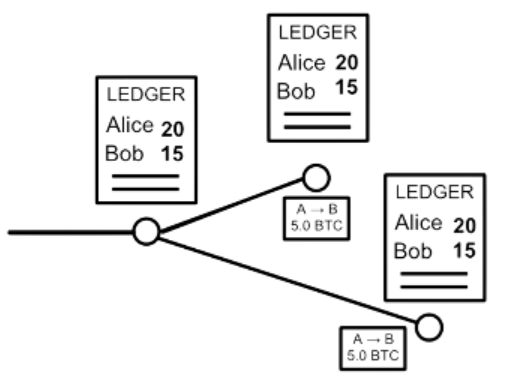 LEDGER
Alice 20
Bob 15
LEDGER
Alice 20
Bob 15
A → B
5.0 BTC
LEDGER
Alice 20
Bob 15
A → B
5.0 BTC